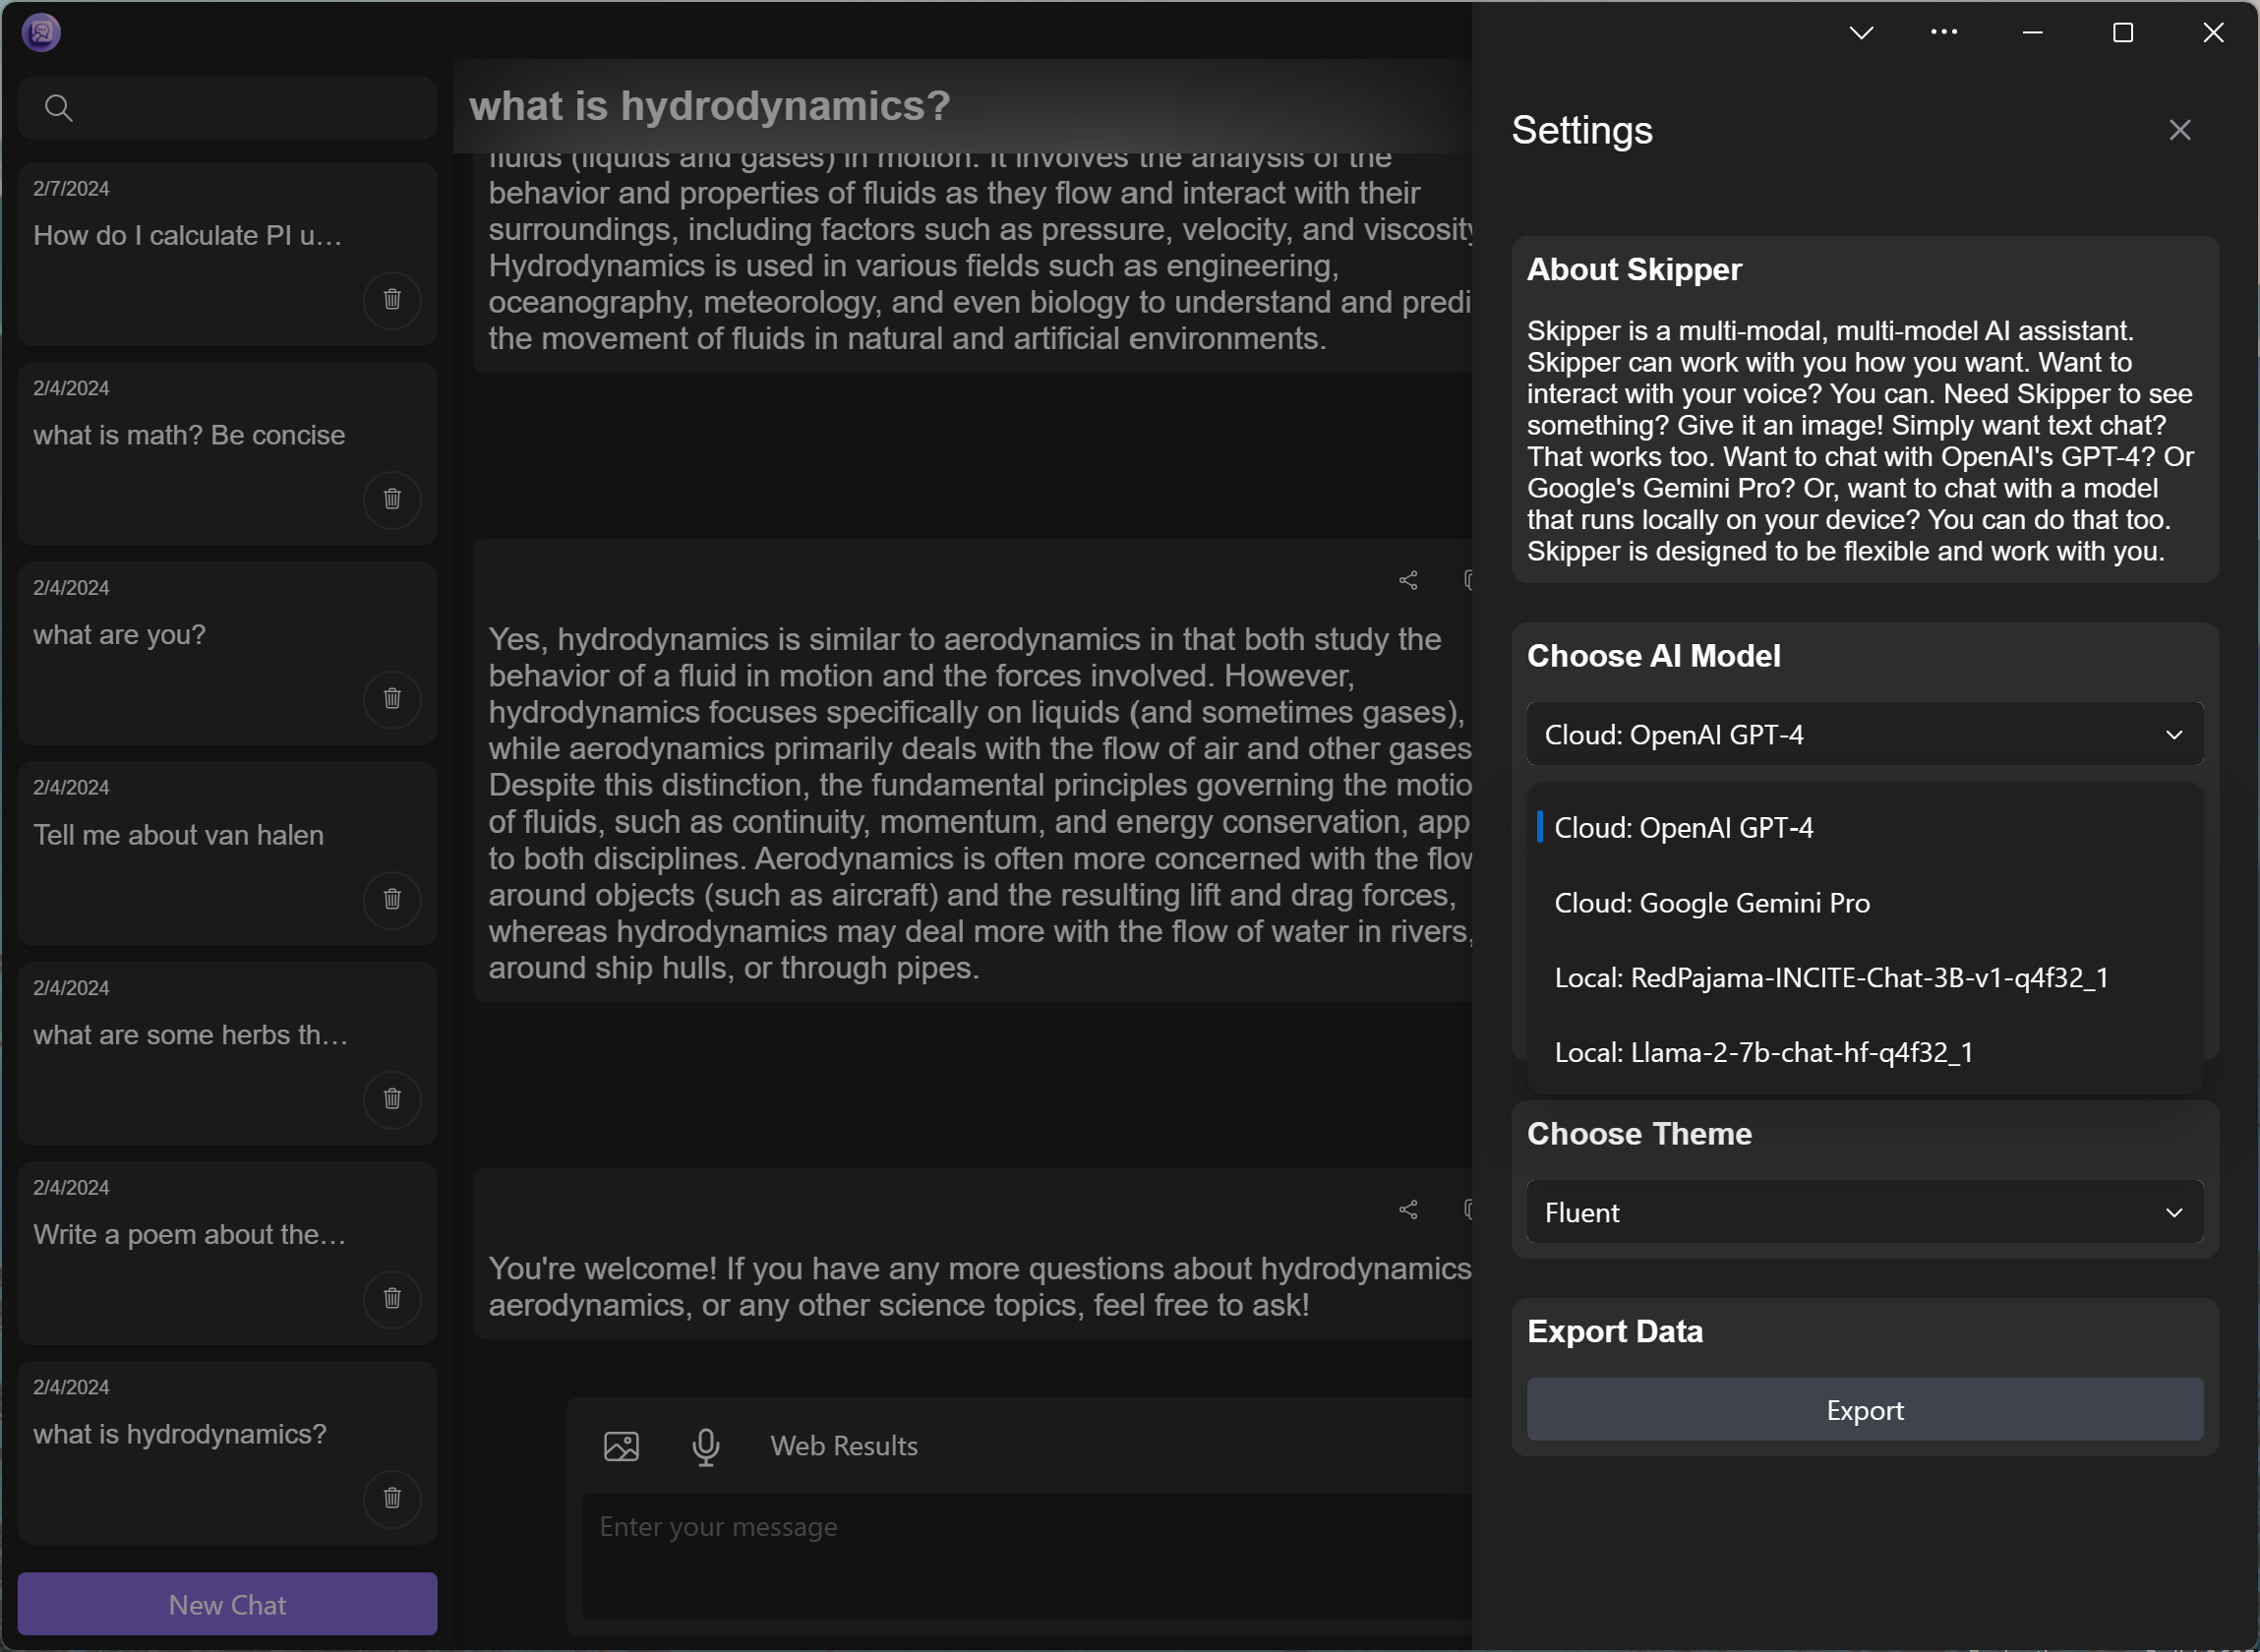 what is hydrodynamics?
2/7/2024
How do I calculate PI u...
2/4/2024
what is math? Be concise
2/4/2024
what are you?
2/4/2024
Tell me about van halen
2/4/2024
what are some herbs th...
2/4/2024
Write a poem about the...
2/4/2024
what is hydrodynamics?
New Chat
fluids (liquids and gases) in motion. It involves the analysis of the
behavior and properties of fluids as they flow and interact with their
surroundings, including factors such as pressure, velocity, and viscosity
Hydrodynamics is used in various fields such as engineering,
oceanography, meteorology, and even biology to understand and predi
the movement of fluids in natural and artificial environments.
Yes, hydrodynamics is similar to aerodynamics in that both study the
behavior of a fluid in motion and the forces involved. However,
hydrodynamics focuses specifically on liquids (and sometimes gases),
while aerodynamics primarily deals with the flow of air and other gases
Despite this distinction, the fundamental principles governing the motio
of fluids, such as continuity, momentum, and energy conservation, app
to both disciplines. Aerodynamics is often more concerned with the flow
around objects (such as aircraft) and the resulting lift and drag forces,
whereas hydrodynamics may deal more with the flow of water in rivers,
around ship hulls, or through pipes.
You're welcome! If you have any more questions about hydrodynamics
aerodynamics, or any other science topics, feel free to ask!
Web Results
Enter your message
Settings
About Skipper
Skipper is a multi-modal, multi-model AI assistant.
Skipper can work with you how you want. Want to
interact with your voice? You can. Need Skipper to see
something? Give it an image! Simply want text chat?
That works too. Want to chat with OpenAI's GPT-4? Or
Google's Gemini Pro? Or, want to chat with a model
that runs locally on your device? You can do that too.
Skipper is designed to be flexible and work with you.
Choose AI Model
Cloud: OpenAI GPT-4
Cloud: OpenAI GPT-4
Cloud: Google Gemini Pro
Local: RedPajama-INCITE-Chat-3B-v1-q4f32_1
Local: Llama-2-7b-chat-hf-q4f32_1
Choose Theme
Fluent
Export Data
Export